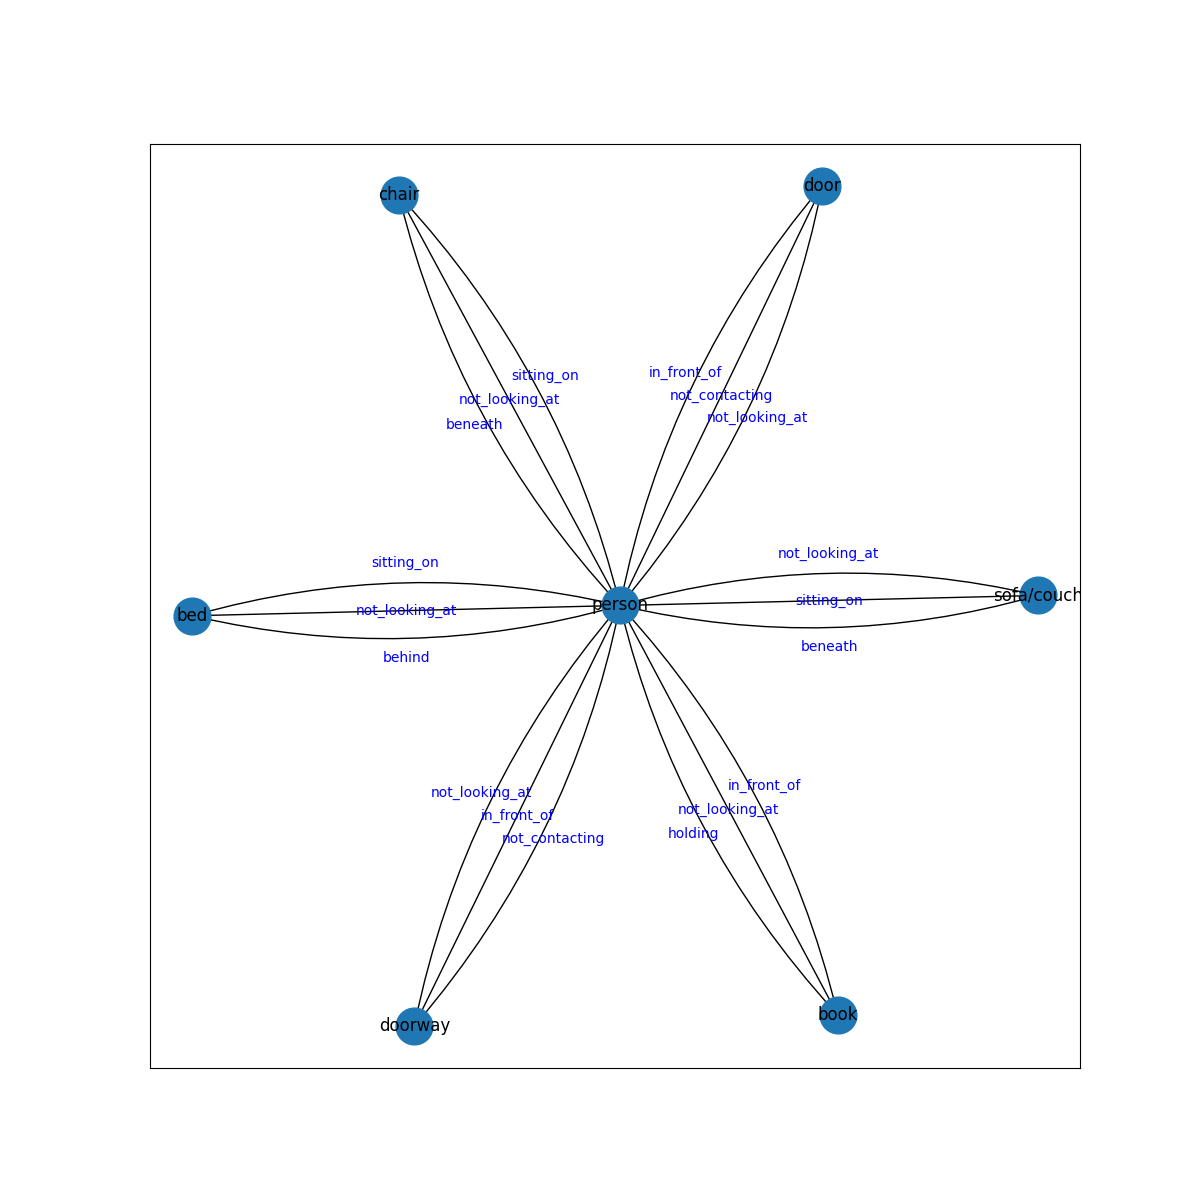 chair
door
sitting_on
not_looking_at
beneath
in_front_of
not_contacting
not_looking_at
sitting_on
not_looking_at
behind
bed
person
not_looking_at
sitting_on
beneath
sofa/couch
not_looking_at
in_front_of
not_contacting
in_front_of
not_looking_at
holding
doorway
book